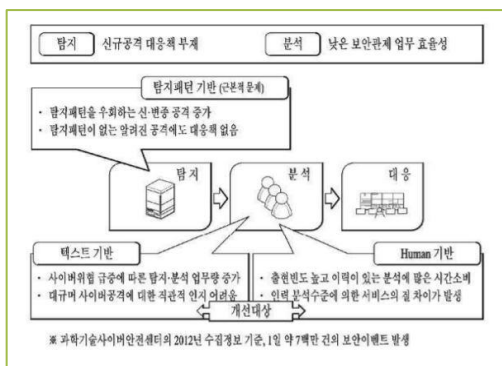 탐지 신규공격 대응책 부재 분석 낮은 보안관제 업무 효율성
탐지패턴 기반 (근본적 문제)
• 탐지패턴을 우회하는 신·변종 공격 증가
• 탐지패턴이 없는 알려진 공격에도 대응책 없음
탐 지 분 석 대 응
텍스트 기반
• 사이버위협 급증에 따른 탐지·분석 업무량 증가
• 대규모 사이버공격에 대한 직관적 인지 어려움
Human 기반
• 출현빈도 높고 이력이 있는 분석에 많은 시간소비
• 인력 분석수준에 의한 서비스의 질 차이가 발생
개선대상
※ 과학기술사이버안전센터의 2012년 수집정보 기준, 1일 약 7백만 건의 보안이벤트 발생